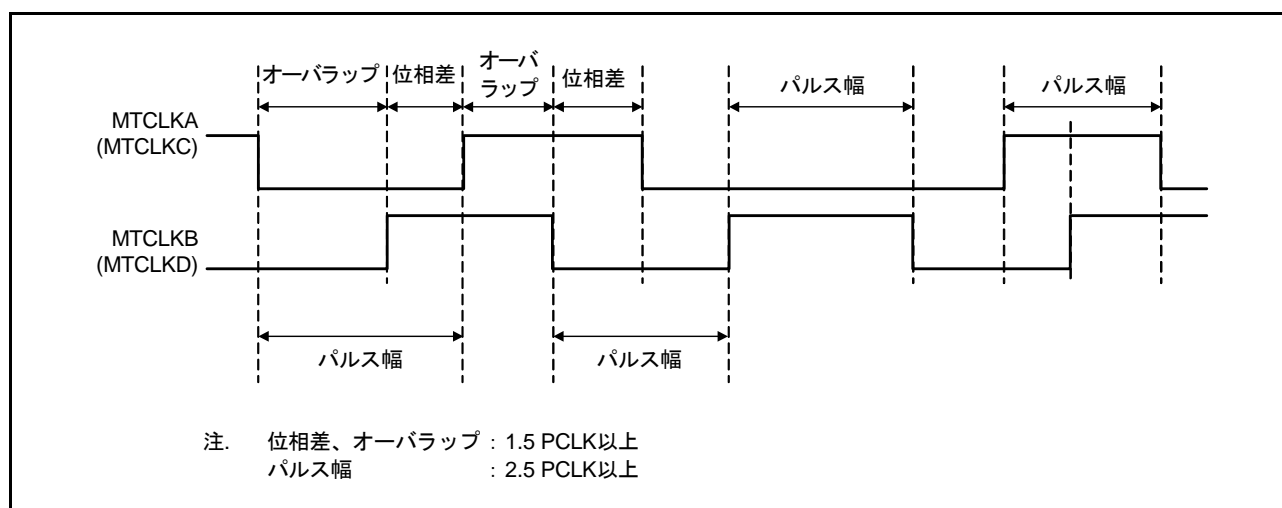 オーバラップ
位相差
オーバ
ラップ
位相差
パルス幅
パルス幅
MTCLKA
(MTCLKC)
MTCLKB
(MTCLKD)
パルス幅
パルス幅
注. 位相差、オーバラップ : 1.5 PCLK以上
パルス幅 : 2.5 PCLK以上